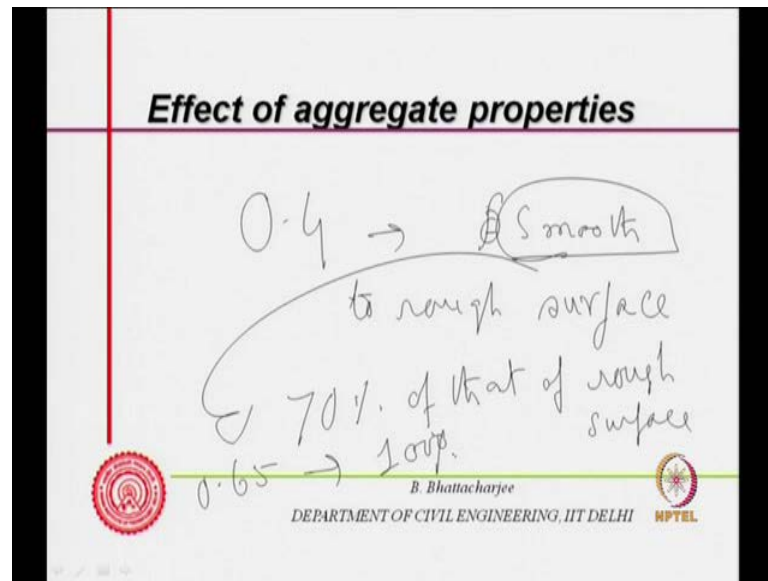 Effect of aggregate properties
0.4 → Smooth
to rough surface
70%. of that of rough
surface
0.65 → 100%.
B. Bhattacharjee
DEPARTMENT OF CIVIL ENGINEERING, IIT DELHI
NPTEL